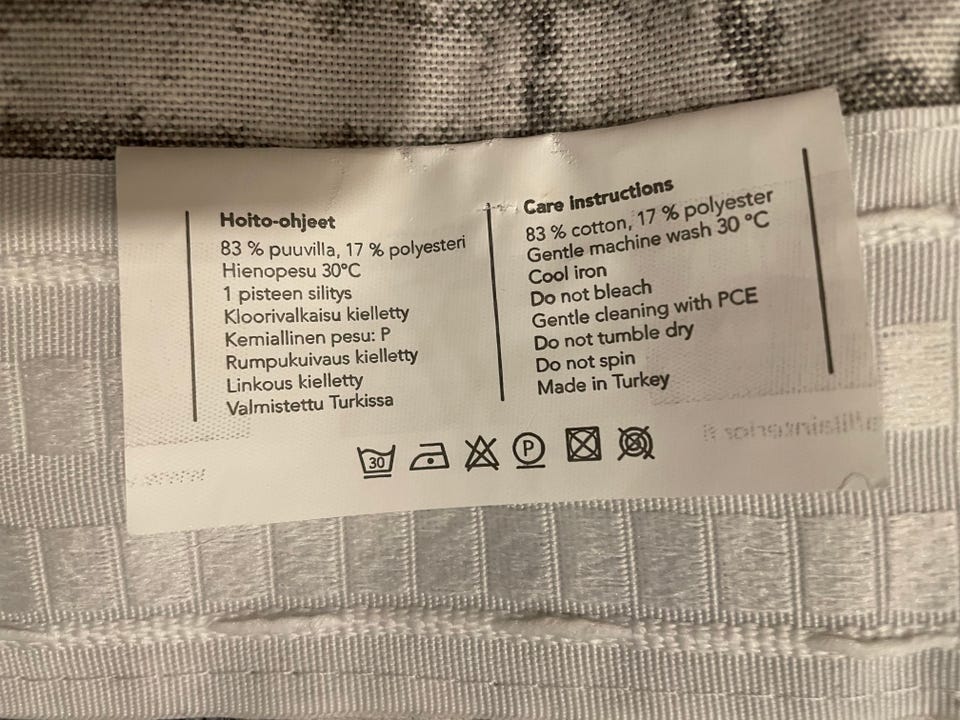 Hoito-ohjeet
83 % puuvilla, 17 % polyesteri
Hienopesu 30°C
1 pisteen silitys
Kloorivalkaisu kielletty
Kemiallinen pesu: P
Rumpukuivaus kielletty
Linkous kielletty
Valmistettu Turkissa
Care instructions
83 % cotton, 17 % polyester
Gentle machine wash 30 °C
Cool iron
Do not bleach
Gentle cleaning with PCE
Do not tumble dry
Do not spin
Made in Turkey
30
P